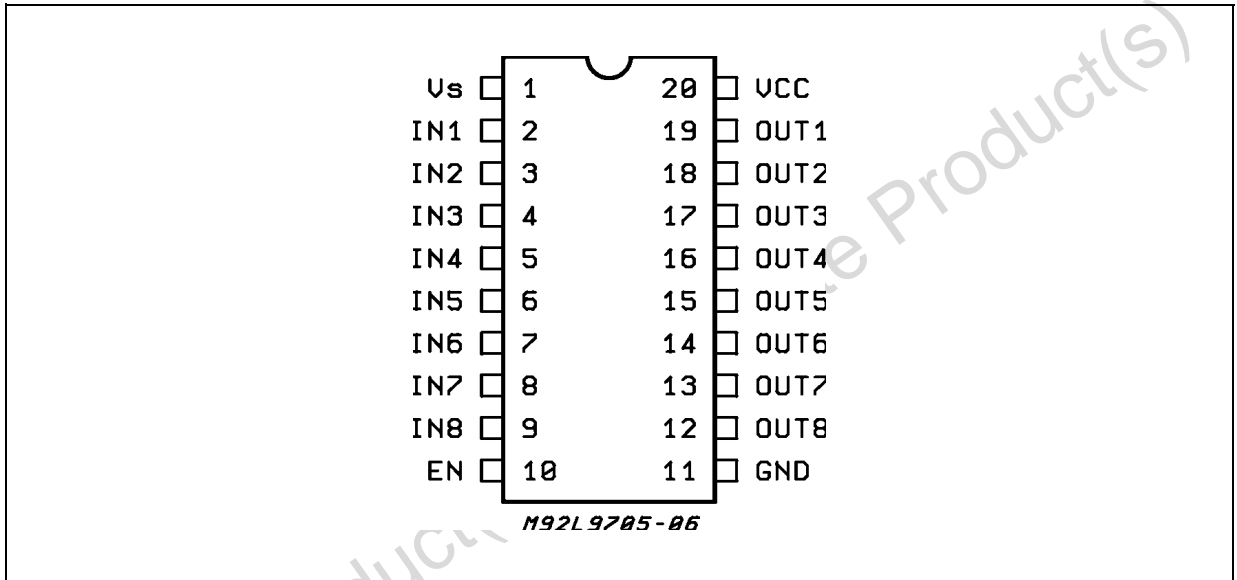 Vs 1 20 VCC
IN1 2 19 OUT1
IN2 3 18 OUT2
IN3 4 17 OUT3
IN4 5 16 OUT4
IN5 6 15 OUT5
IN6 7 14 OUT6
IN7 8 13 OUT7
IN8 9 12 OUT8
EN 10 11 GND
M92L9705-06
Product(s)